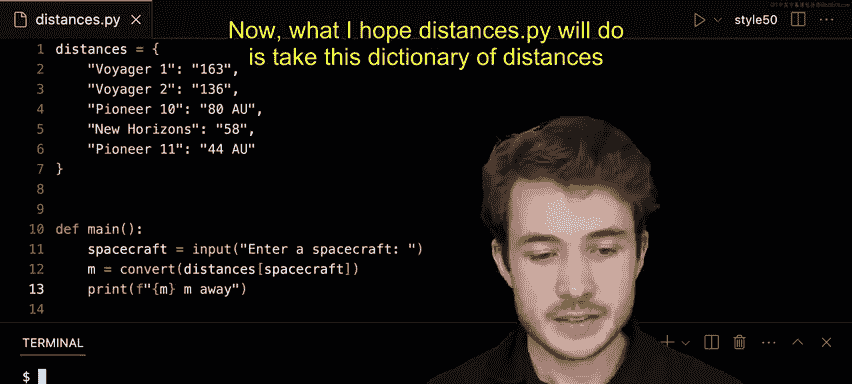 distances.py
style50
Now, what I hope distances.py will do
is take this dictionary of distances
1 distances = {
2 "Voyager 1": "163",
3 "Voyager 2": "136",
4 "Pioneer 10": "80 AU",
5 "New Horizons": "58",
6 "Pioneer 11": "44 AU"
7 }
8
9
10 def main():
11 spacecraft = input("Enter a spacecraft: ")
12 m = convert(distances[spacecraft])
13 print(f"{m} m away")
14
TERMINAL
$